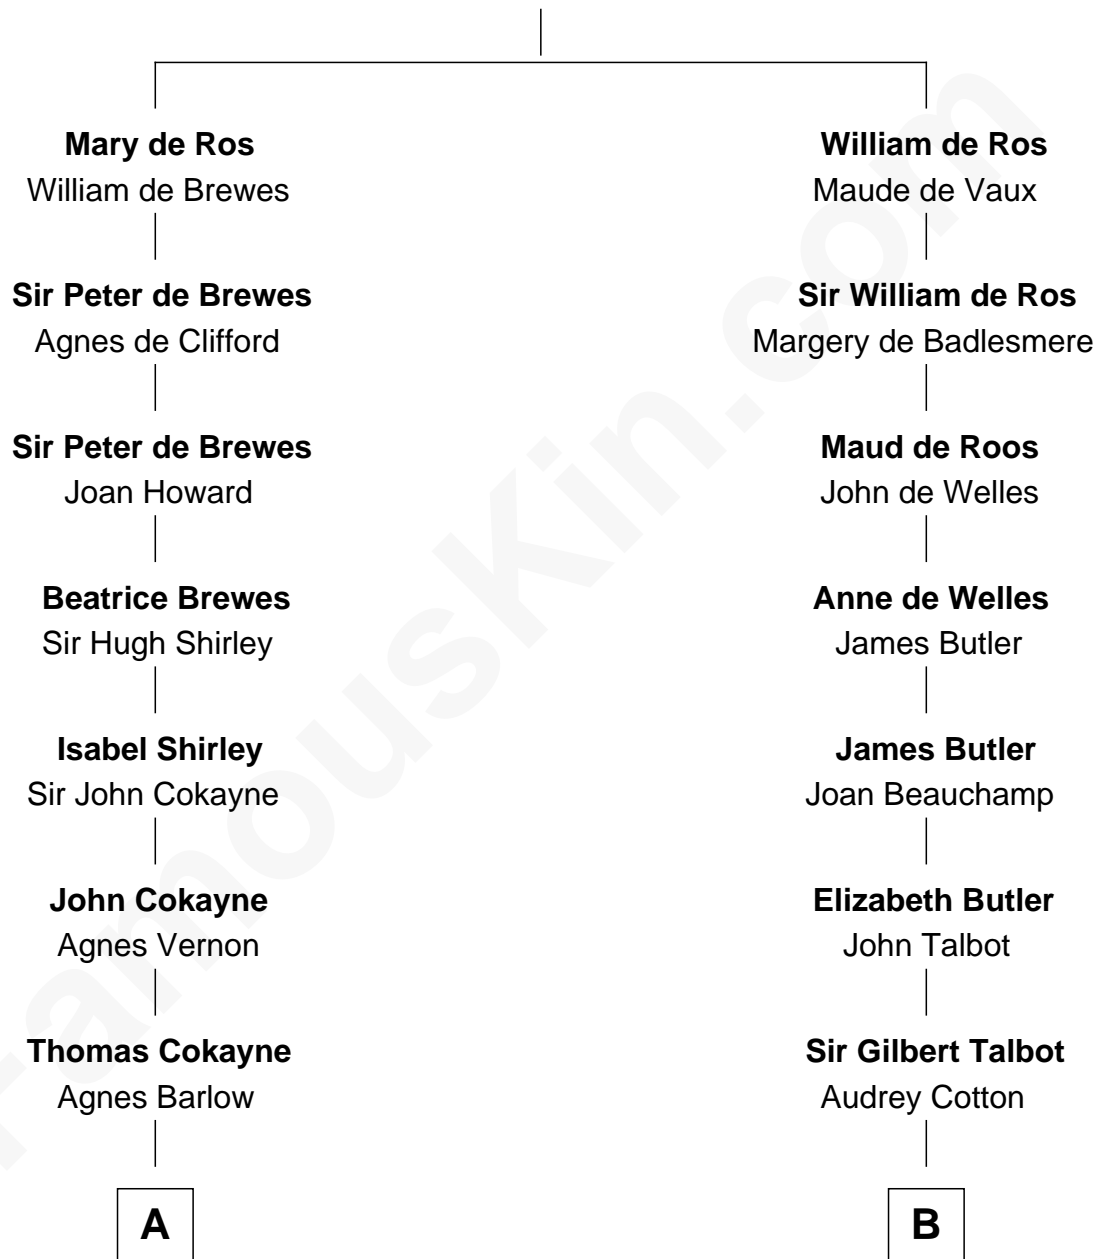 Mary de Ros
William de Brewes
Sir Peter de Brewes
Agnes de Clifford
Sir Peter de Brewes
Joan Howard
Beatrice Brewes
Sir Hugh Shirley
Isabel Shirley
Sir John Cokayne
John Cokayne
Agnes Vernon
Thomas Cokayne
Agnes Barlow
A
William de Ros
Maude de Vaux
Sir William de Ros
Margery de Badlesmere
Maud de Roos
John de Welles
Anne de Welles
James Butler
James Butler
Joan Beauchamp
Elizabeth Butler
John Talbot
Sir Gilbert Talbot
Audrey Cotton
B
FamousKin.com